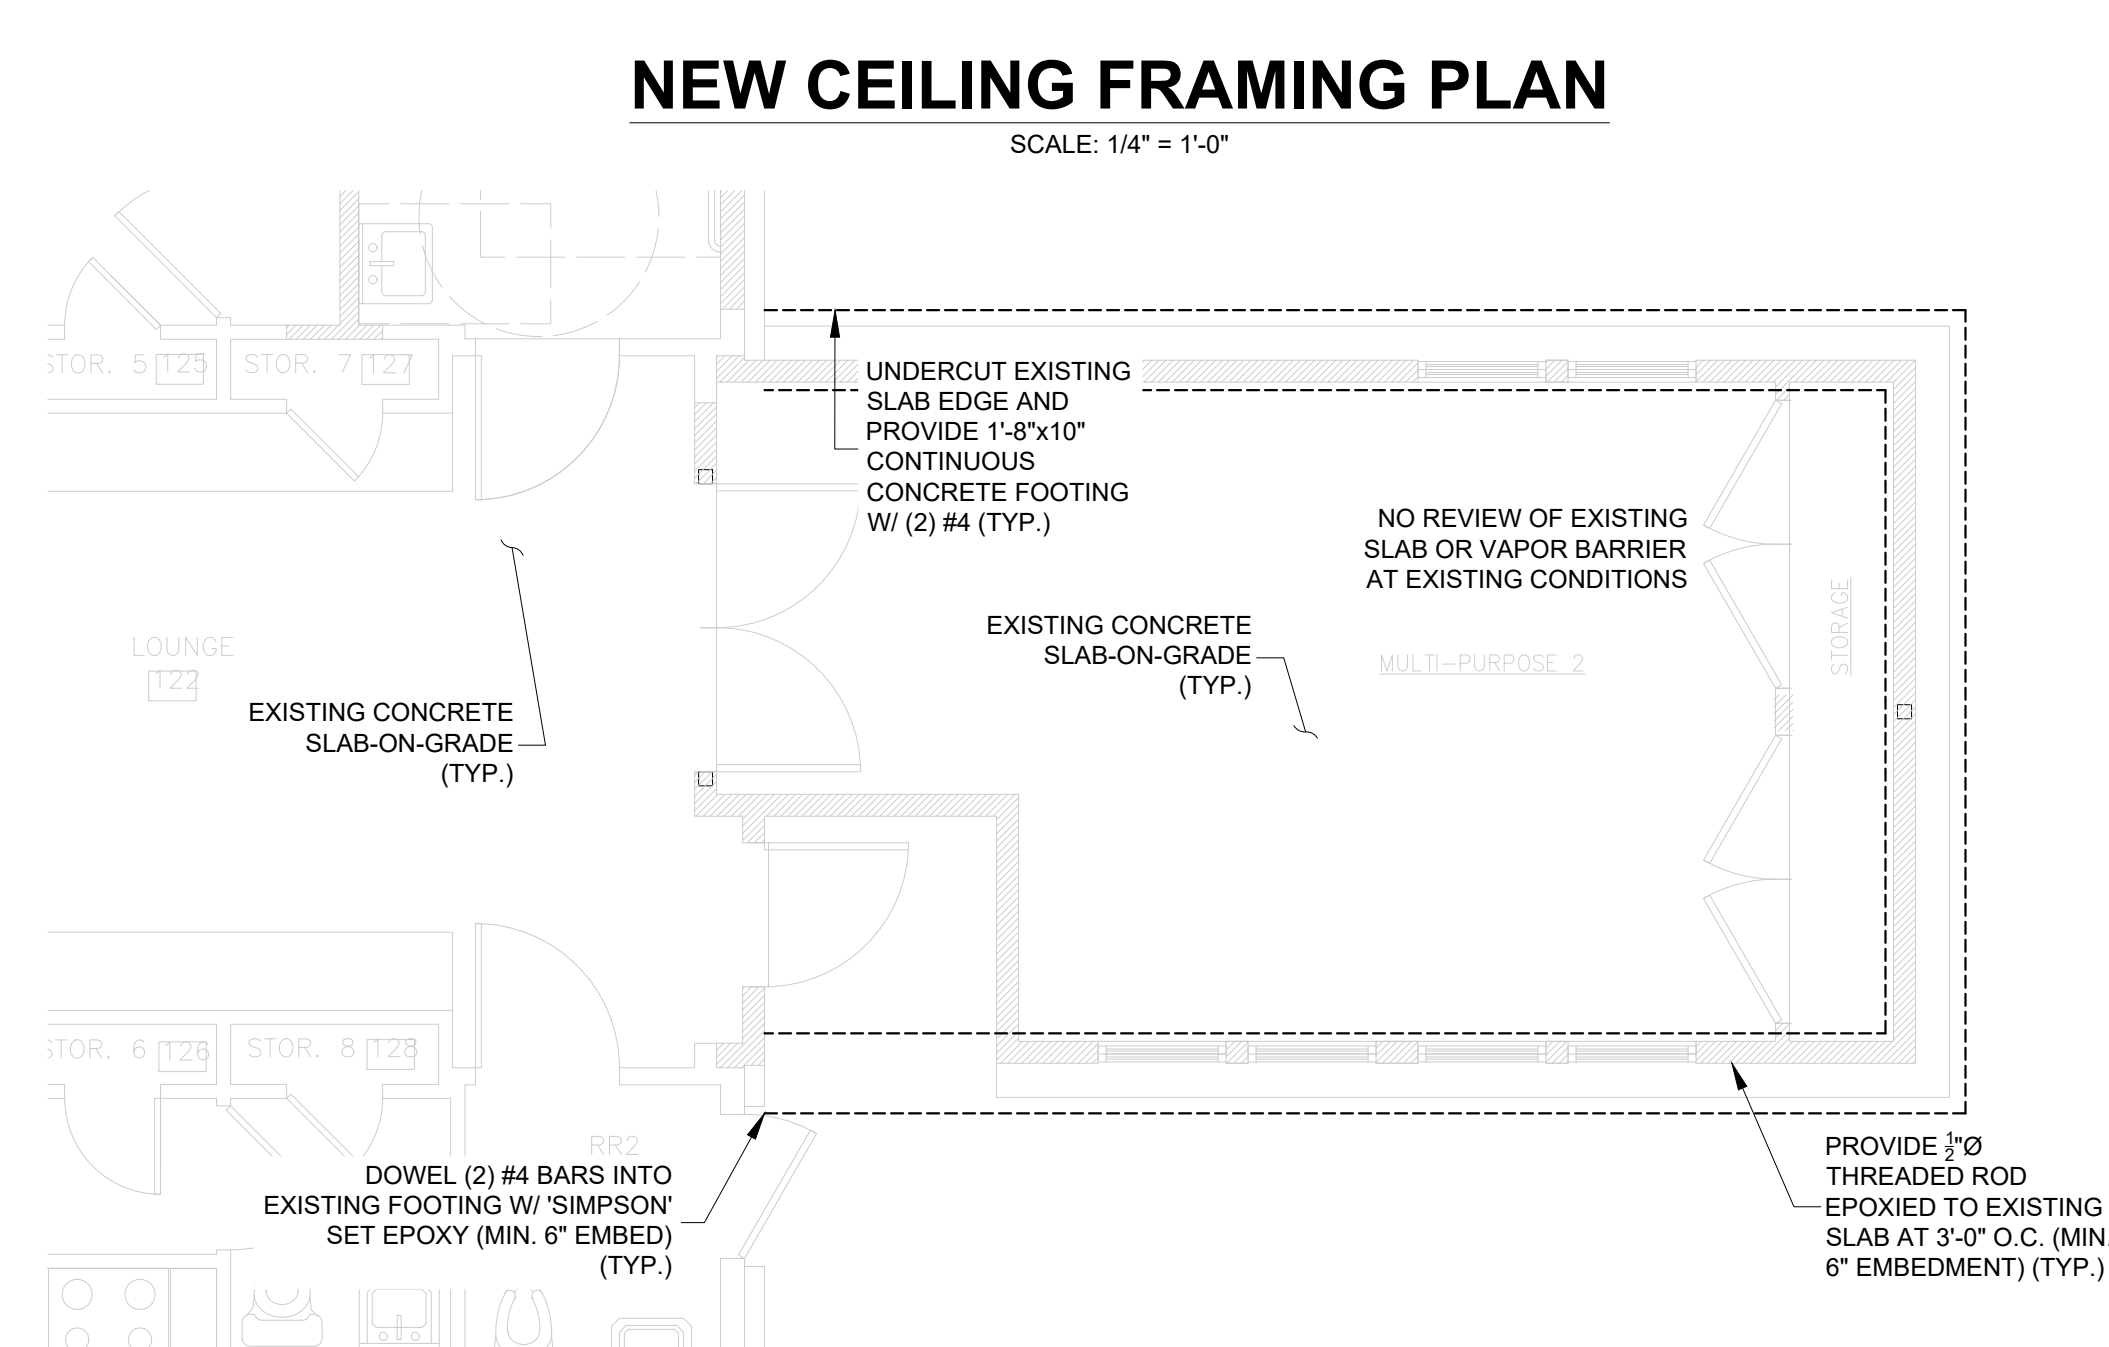 NEW CEILING FRAMING PLAN
SCALE: 1/4" = 1'-0"
STOR. 5 125
STOR. 7 127
UNDERCUT EXISTING
SLAB EDGE AND
PROVIDE 1'-8"x10"
CONTINUOUS
CONCRETE FOOTING
W/ (2) #4 (TYP.)
NO REVIEW OF EXISTING
SLAB OR VAPOR BARRIER
AT EXISTING CONDITIONS
STORAGE
EXISTING CONCRETE
SLAB-ON-GRADE
(TYP.)
MULTI-PURPOSE 2
LOUNGE
122
EXISTING CONCRETE
SLAB-ON-GRADE
(TYP.)
STOR. 6 126
STOR. 8 128
RR2
DOWEL (2) #4 BARS INTO
EXISTING FOOTING W/ 'SIMPSON'
SET EPOXY (MIN. 6" EMBED)
(TYP.)
PROVIDE ½"Ø
THREADED ROD
EPOXIED TO EXISTING
SLAB AT 3'-0" O.C. (MIN.
6" EMBEDMENT) (TYP.)